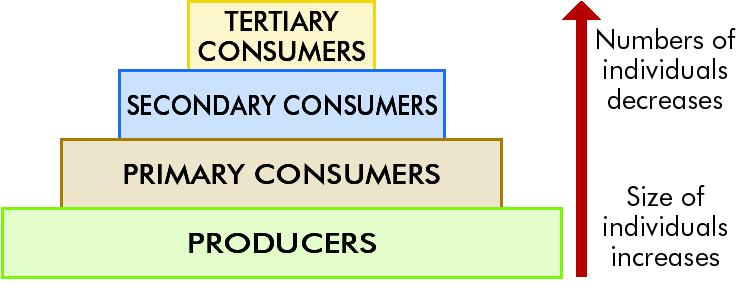 TERTIARY
CONSUMERS
SECONDARY CONSUMERS
PRIMARY CONSUMERS
PRODUCERS
Numbers of
individuals
decreases
Size of
individuals
increases